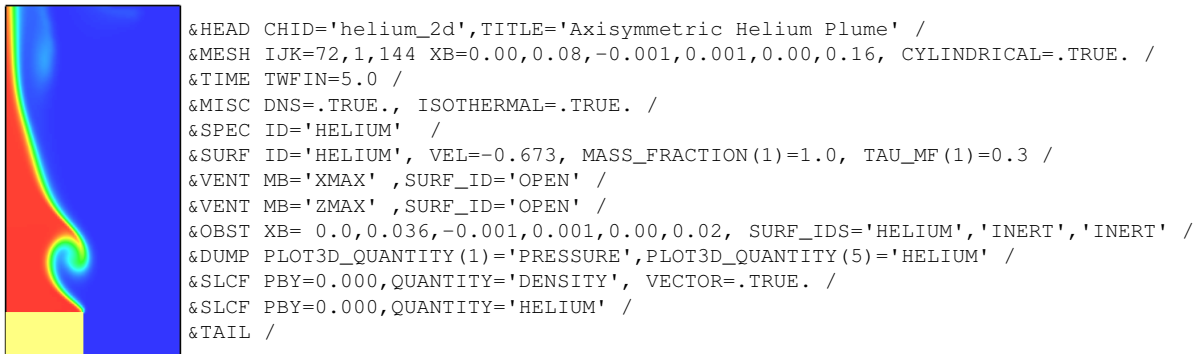 &HEAD CHID='helium_2d',TITLE='Axisymmetric Helium Plume' /
&MESH IJK=72,1,144 XB=0.00,0.08,-0.001,0.001,0.00,0.16, CYLINDRICAL=.TRUE. /
&TIME TWFIN=5.0 /
&MISC DNS=.TRUE., ISOTHERMAL=.TRUE. /
&SPEC ID='HELIUM'  /
&SURF ID='HELIUM', VEL=-0.673, MASS_FRACTION(1)=1.0, TAU_MF(1)=0.3 /
&VENT MB='XMAX' ,SURF_ID='OPEN' /
&VENT MB='ZMAX' ,SURF_ID='OPEN' /
&OBST XB= 0.0,0.036,-0.001,0.001,0.00,0.02, SURF_IDS='HELIUM','INERT','INERT' /
&DUMP PLOT3D_QUANTITY(1)='PRESSURE',PLOT3D_QUANTITY(5)='HELIUM' /
&SLCF PBY=0.000,QUANTITY='DENSITY', VECTOR=.TRUE. /
&SLCF PBY=0.000,QUANTITY='HELIUM' /
&TAIL /